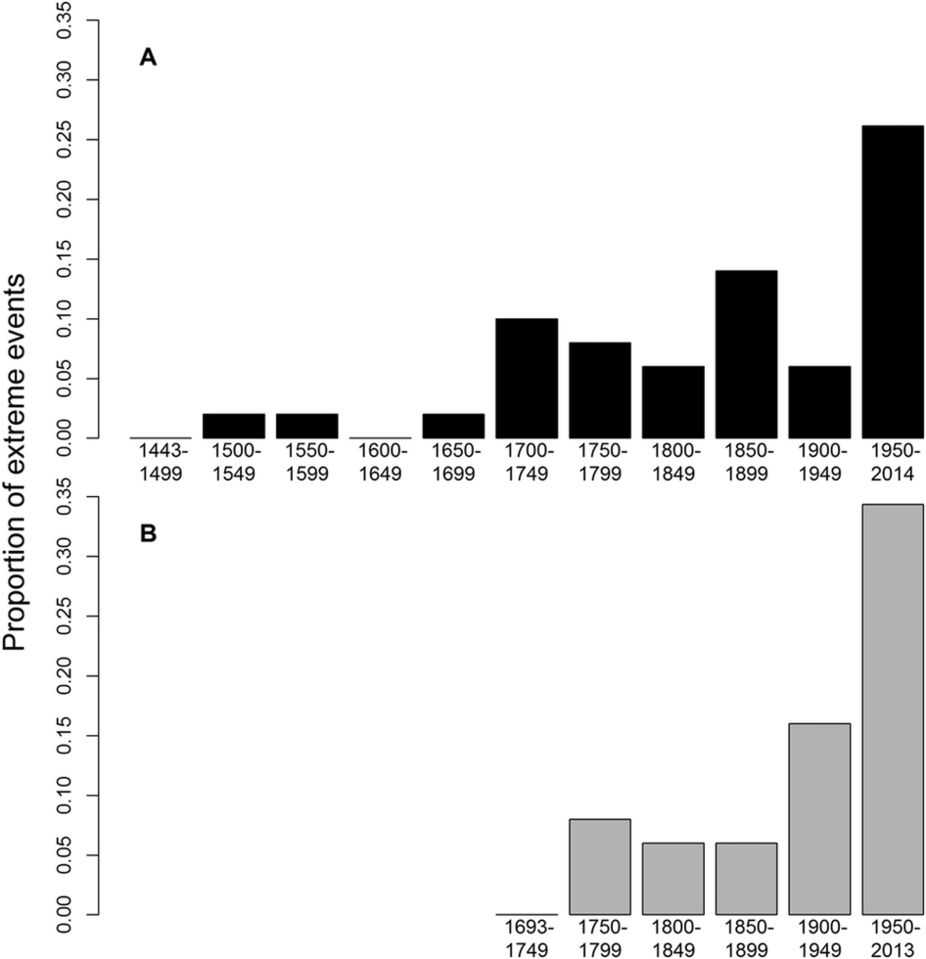 Proportion of extreme events
A
0.35
0.30
0.25
0.20
0.15
0.10
0.05
0.00
1443- 1500- 1550- 1600- 1650- 1700- 1750- 1800- 1850- 1900- 1950-
1499 1549 1599 1649 1699 1749 1799 1849 1899 1949 2014
B
0.35
0.30
0.25
0.20
0.15
0.10
0.05
0.00
1693- 1750- 1800- 1850- 1900- 1950-
1749 1799 1849 1899 1949 2013